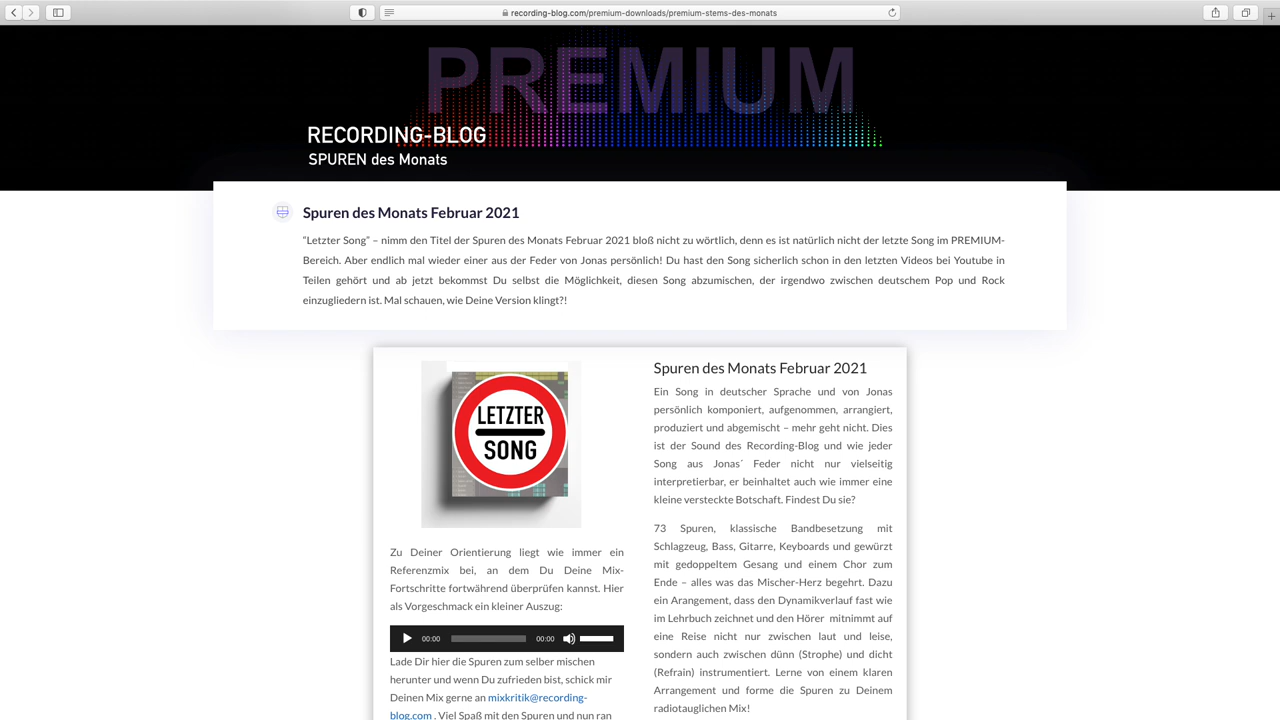 recording-blog.com/premium-downloads/premium-stems-des-monats
PREMIUM
RECORDING-BLOG
SPUREN des Monats
Spuren des Monats Februar 2021
“Letzter Song” – nimm den Titel der Spuren des Monats Februar 2021 bloß nicht zu wörtlich, denn es ist natürlich nicht der letzte Song im PREMIUM-
Bereich. Aber endlich mal wieder einer aus der Feder von Jonas persönlich! Du hast den Song sicherlich schon in den letzten Videos bei Youtube in
Teilen gehört und ab jetzt bekommst Du selbst die Möglichkeit, diesen Song abzumischen, der irgendwo zwischen deutschem Pop und Rock
einzugliedern ist. Mal schauen, wie Deine Version klingt?!
LETZTER
SONG
Zu Deiner Orientierung liegt wie immer ein
Referenzmix bei, an dem Du Deine Mix-
Fortschritte fortwährend überprüfen kannst. Hier
als Vorgeschmack ein kleiner Auszug:
00:00 00:00
Lade Dir hier die Spuren zum selber mischen
herunter und wenn Du zufrieden bist, schick mir
Deinen Mix gerne an mixkritik@recording-
blog.com . Viel Spaß mit den Spuren und nun ran
Spuren des Monats Februar 2021
Ein Song in deutscher Sprache und von Jonas
persönlich komponiert, aufgenommen, arrangiert,
produziert und abgemischt – mehr geht nicht. Dies
ist der Sound des Recording-Blog und wie jeder
Song aus Jonas´ Feder nicht nur vielseitig
interpretierbar, er beinhaltet auch wie immer eine
kleine versteckte Botschaft. Findest Du sie?
73 Spuren, klassische Bandbesetzung mit
Schlagzeug, Bass, Gitarre, Keyboards und gewürzt
mit gedoppeltem Gesang und einem Chor zum
Ende – alles was das Mischer-Herz begehrt. Dazu
ein Arangement, dass den Dynamikverlauf fast wie
im Lehrbuch zeichnet und den Hörer mitnimmt auf
eine Reise nicht nur zwischen laut und leise,
sondern auch zwischen dünn (Strophe) und dicht
(Refrain) instrumentiert. Lerne von einem klaren
Arrangement und forme die Spuren zu Deinem
radiotauglichen Mix!